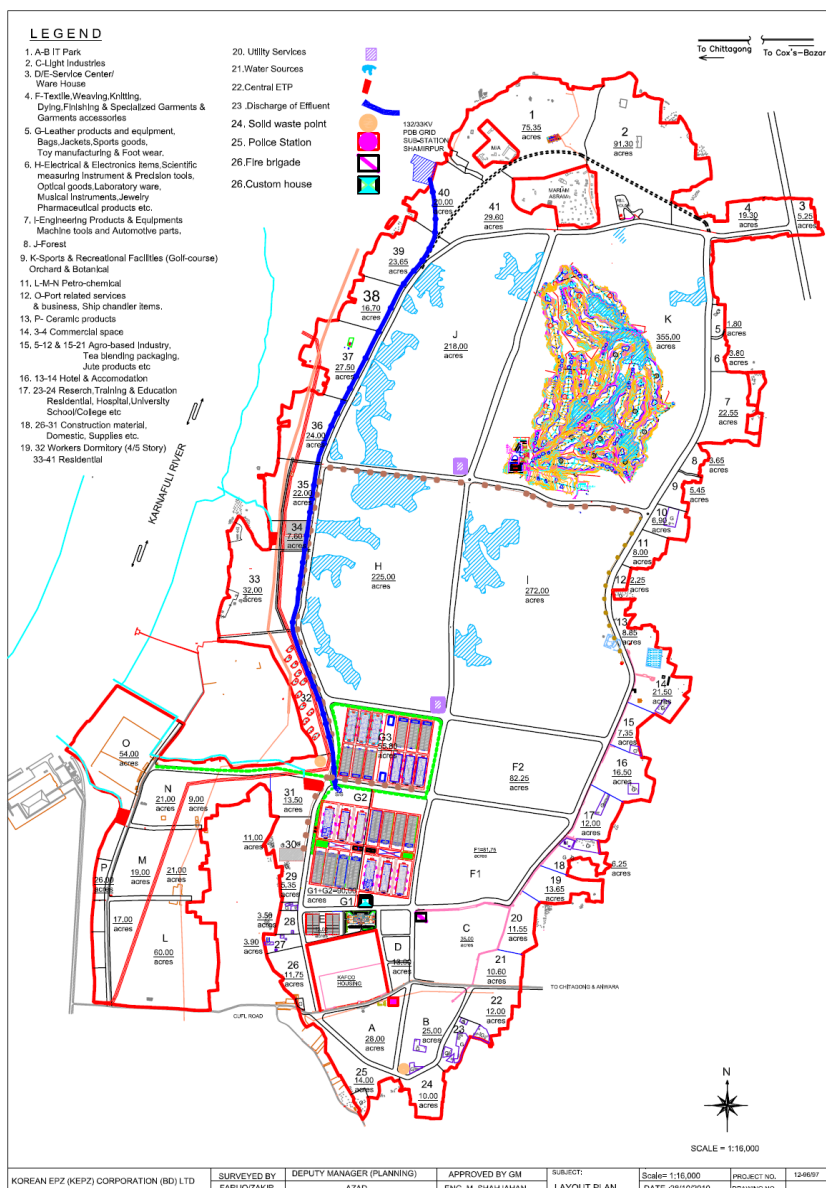 LEGEND
1. A-B IT Park
2. C-Light Industries
3. D/E-Service Center/
Ware House
4. F-Textile,Weaving,Knitting,
Dying,Finishing & Specialized Garments &
Garments accessories
5. G-Leather products and equipment,
Bags,Jackets,Sports goods,
Toy manufacturing & Foot wear.
6. H-Electrical & Electronics items,Scientific
measuring Instrument & Precision tools,
Optical goods,Laboratory ware,
Musical Instruments,Jewelry
Pharmaceutical products etc.
7. I-Engineering Products & Equipments
Machine tools and Automotive parts.
8. J-Forest
9. K-Sports & Recreational Facilities (Golf-course)
Orchard & Botanical
11. L-M-N Petro-chemical
12. O-Port related services
& business, Ship chandler items.
13. P- Ceramic products
14. 3-4 Commercial space
15, 5-12 & 15-21 Agro-based Industry,
Tea blending packaging,
Jute products etc
16. 13-14 Hotel & Accomodation
17. 23-24 Reserch,Training & Education
Residential, Hospital,University
School/College etc
18. 26-31 Construction material,
Domestic, Supplies etc.
19. 32 Workers Dormitory (4/5 Story)
33-41 Residential
20. Utility Services
21.Water Sources
22.Central ETP
23 .Discharge of Effluent
24. Solid waste point
25. Police Station
26.Fire brigade
26.Custom house
132/33KV
PDB GRID
SUB-STATION
SHAMIRPUR
To Chittagong
To Cox's-Bazar
1
75.35
acres
2
91.30
acres
MARIAM
ASRAM
40
20.00
acres
41
29.60
acres
4
19.30
acres
3
5.25
acres
39
23.65
acres
38
16.70
acres
J
218.00
acres
K
355.00
acres
1.80
acres
5
3.80
acres
6
37
27.50
acres
7
22.55
acres
36
24.00
acres
8
3.65
acres
9
5.45
acres
35
22.00
acres
10
6.90
acres
34
7.60
acres
11
8.00
acres
33
32.00
acres
H
225.00
acres
I
272.00
acres
12
2.25
acres
13
8.85
acres
KARNAFULI RIVER
14
21.50
acres
32
15
7.35
acres
G3
55.80
acres
O
54.00
acres
F2
82.25
acres
16
16.50
acres
N
21.00
acres
9.00
acres
31
13.50
acres
G2
17
12.00
acres
11.00
acres
30
F1=81.75
acres
F1
18
6.25
acres
M
19.00
acres
21.00
acres
P
26.00
acres
29
5.35
acres
G1+G2=90.00
acres
G1
19
13.65
acres
17.00
acres
3.50
acres
28
E
20
11.55
acres
L
60.00
acres
3.90
acres
27
D
13.00
acres
C
35.00
acres
21
10.60
acres
26
11.75
acres
KAFCO
HOUSING
TO CHITTAGONG & ANWARA
CUFL ROAD
A
28.00
acres
B
25.00
acres
23
22
12.00
acres
25
14.00
acres
24
10.00
acres
N
SCALE = 1:16,000
KOREAN EPZ (KEPZ) CORPORATION (BD) LTD
SURVEYED BY
DEPUTY MANAGER (PLANNING)
APPROVED BY GM
SUBJECT:
Scale= 1:16,000
PROJECT NO.
12-96/97